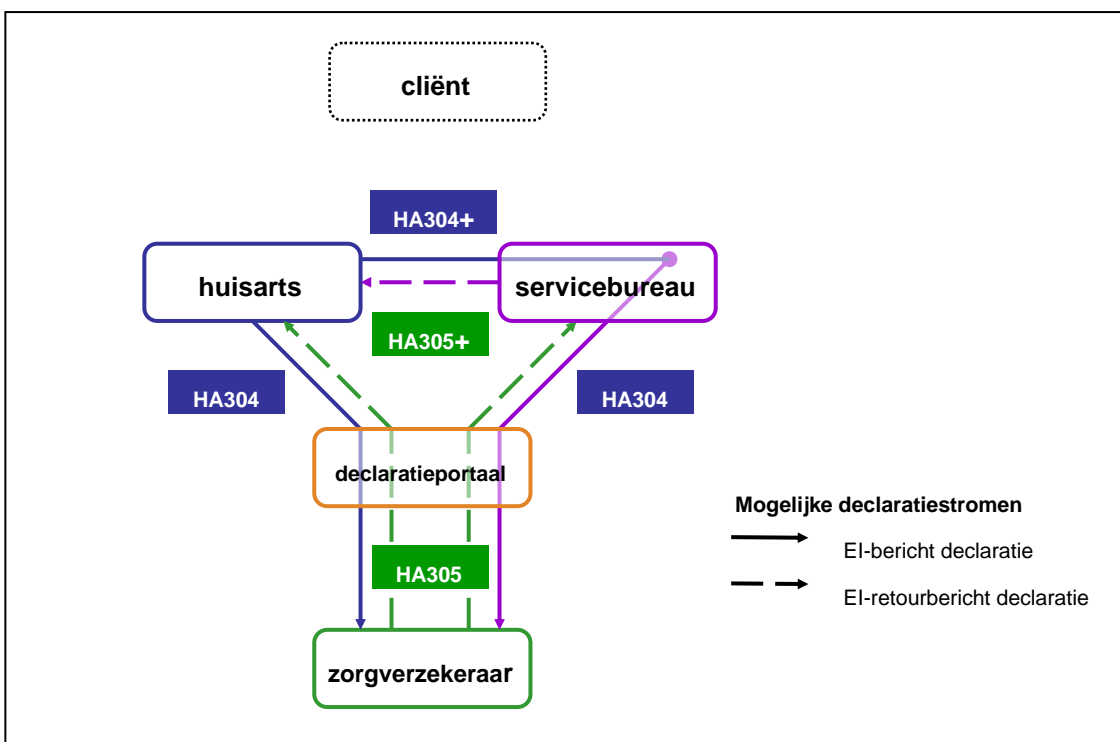 cliënt
HA304+
huisarts
servicebureau
HA305+
HA304
HA304
declaratieportaal
Mogelijke declaratiestromen
EI-bericht declaratie
HA305
EI-retourbericht declaratie
zorgverzekeraar